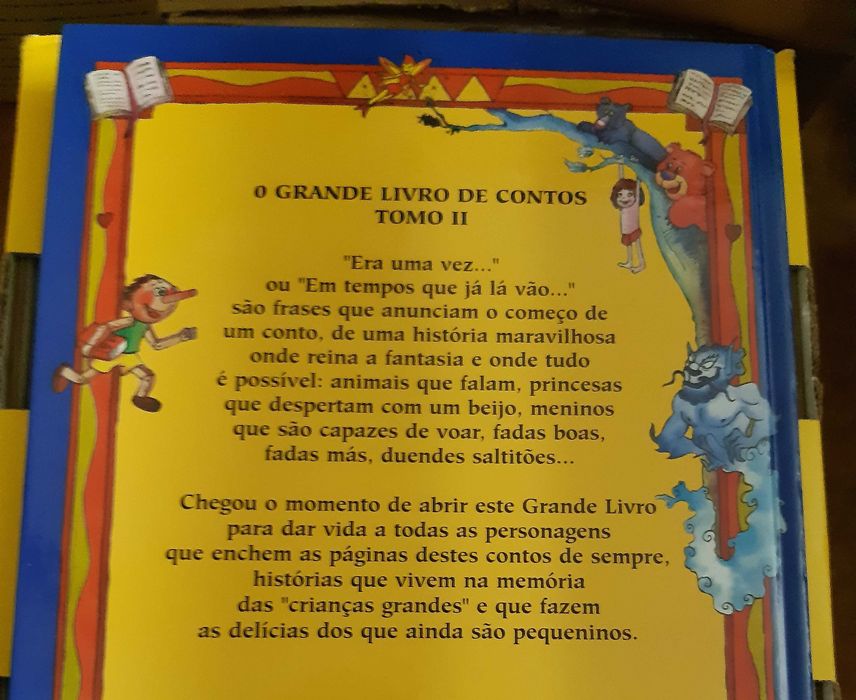 O GRANDE LIVRO DE CONTOS
TOMO II
"Era uma vez..."
ou "Em tempos que já lá vão..."
são frases que anunciam o começo de
um conto, de uma história maravilhosa
onde reina a fantasia e onde tudo
é possível: animais que falam, princesas
que despertam com um beijo, meninos
que são capazes de voar, fadas boas,
fadas más, duendes saltitões...
Chegou o momento de abrir este Grande Livro
para dar vida a todas as personagens
que enchem as páginas destes contos de sempre,
histórias que vivem na memória
das "crianças grandes" e que fazem
as delícias dos que ainda são pequeninos.